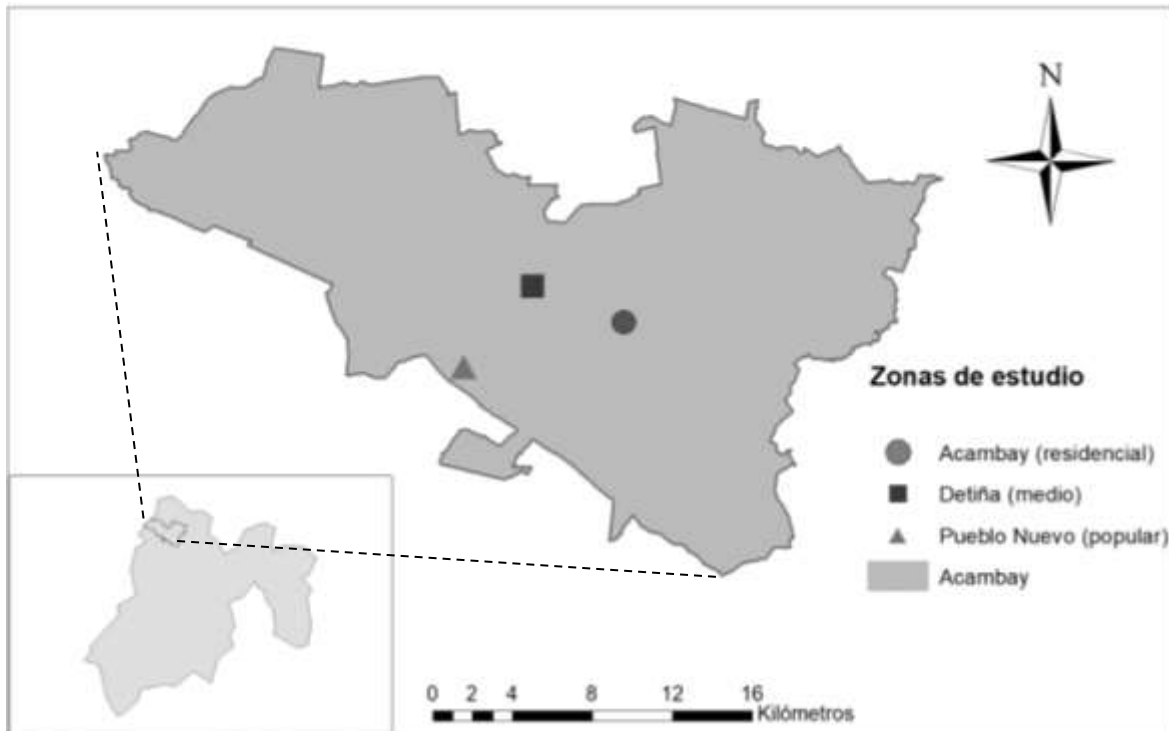 N
Zonas de estudio
Acambay (residencial)
Detiña (medio)
Pueblo Nuevo (popular)
Acambay
0 2 4 8 12 16
Kilómetros